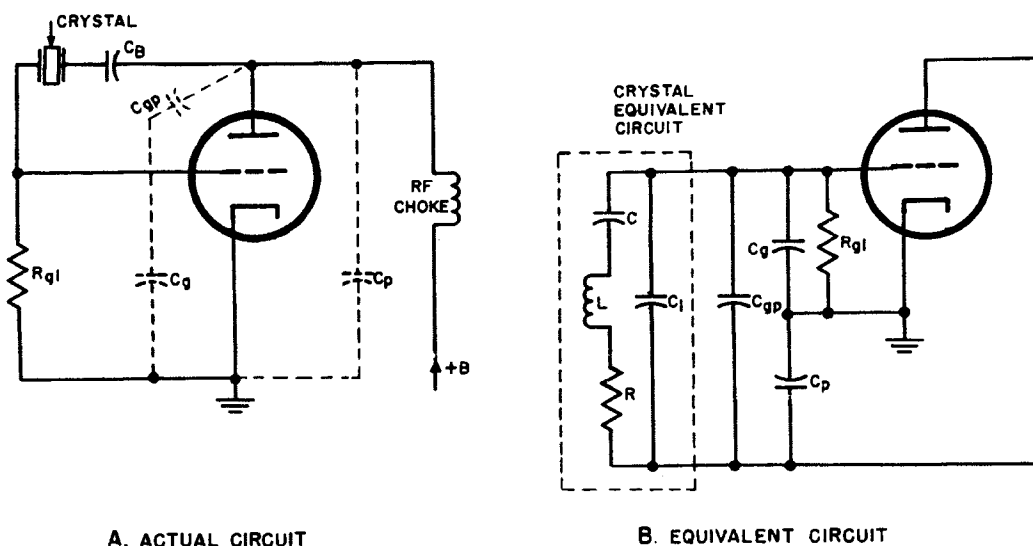 CRYSTAL
CB
Cgp
RF
CHOKE
Rgl
Cg
Cp
+B
A. ACTUAL CIRCUIT
CRYSTAL
EQUIVALENT
CIRCUIT
C
L
R
Cl
Cgp
Cg
Rgl
Cp
B. EQUIVALENT CIRCUIT